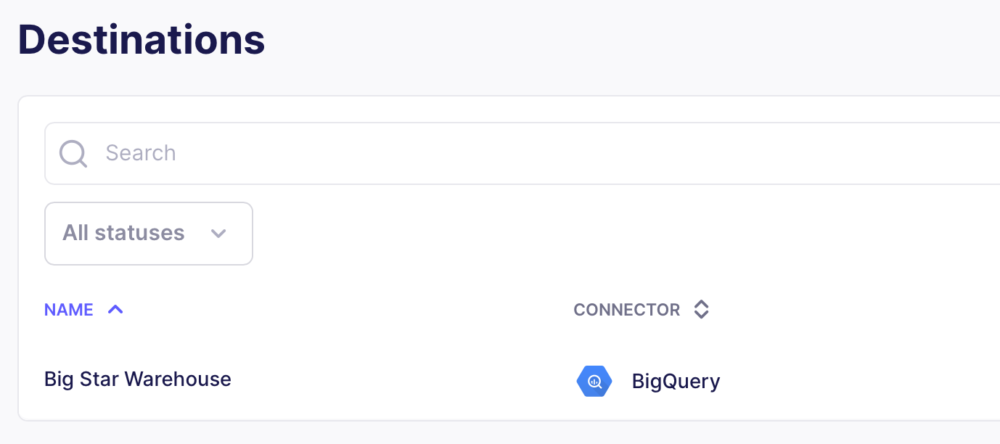 Destinations
Search
All statuses
NAME
CONNECTOR
Big Star Warehouse
BigQuery